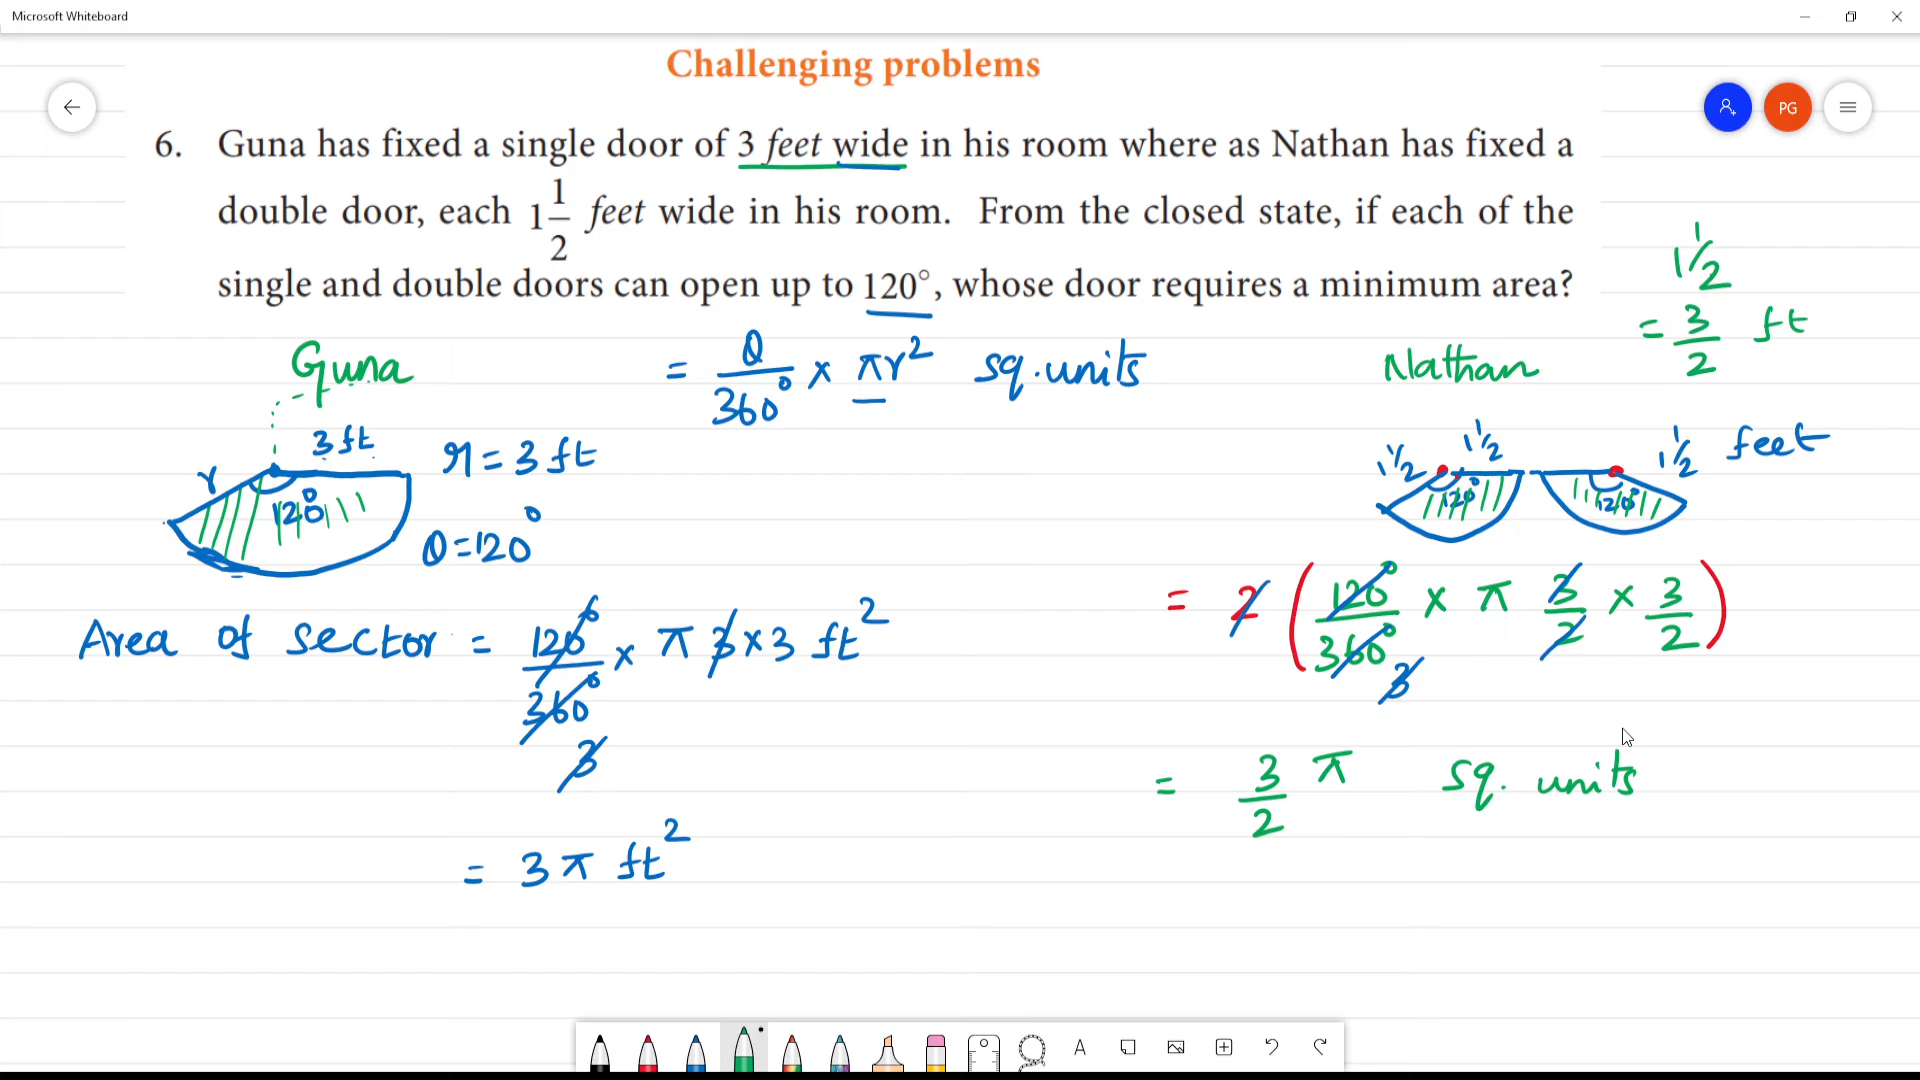 Microsoft Whiteboard
Challenging problems
PG
6. Guna has fixed a single door of 3 feet wide in his room where as Nathan has fixed a
double door, each 1 1/2 feet wide in his room. From the closed state, if each of the
single and double doors can open up to 120°, whose door requires a minimum area?
1 1/2
= 3/2 ft
Guna
= θ/360° × πr² sq.units
Nathan
3 ft
r
120°
r = 3 ft
θ = 120°
1 1/2
1 1/2
1 1/2 feet
120°
120°
Area of sector = 120°/360° × π 3 × 3 ft²
3
= 3π ft²
= 2 ( 120°/360° × π 3/2 × 3/2 )
3
= 3/2 π sq. units
A